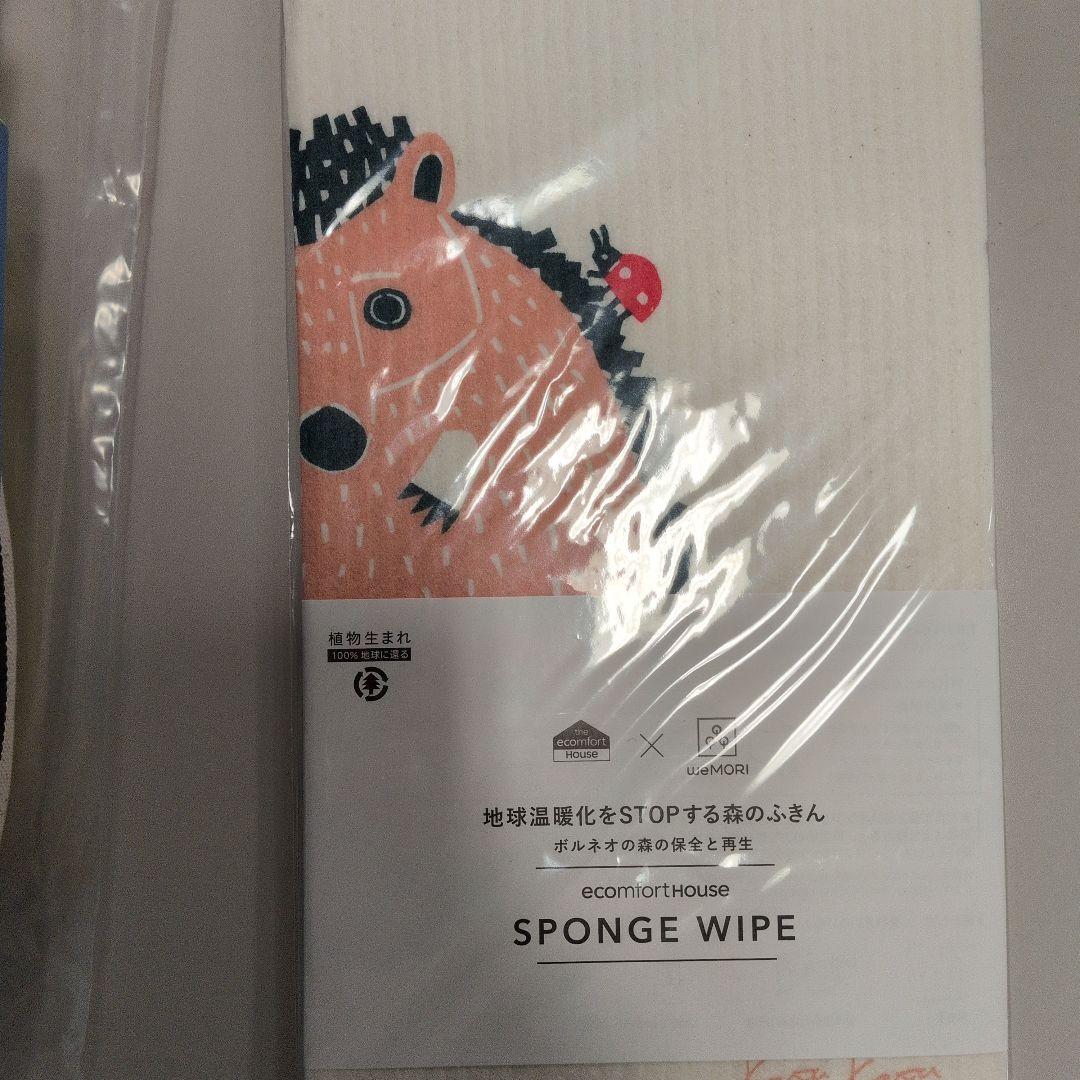 植物生まれ
100% 地球に還る
the
ecomfort
House
×
weMORI
地球温暖化をSTOPする森のふきん
ボルネオの森の保全と再生
ecomfortHouse
SPONGE WIPE